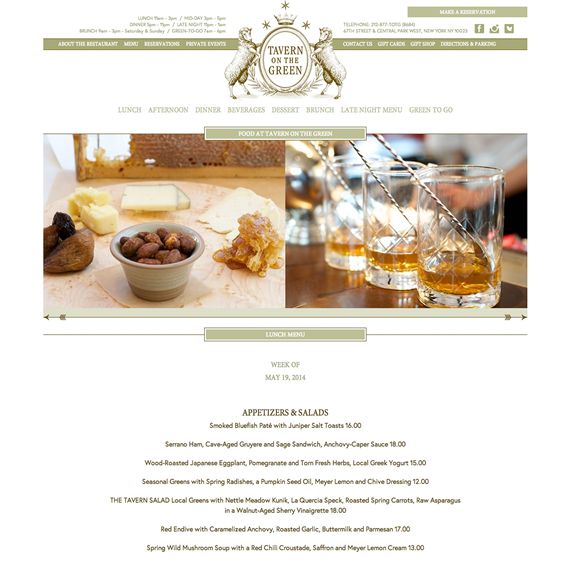 LUNCH 11am - 3pm / MID-DAY 3pm - 5pm
DINNER 5pm - 11pm / LATE NIGHT 11pm - 1am
BRUNCH 9am - 3pm - Saturday & Sunday / GREEN-TO-GO 7am - 6pm
MAKE A RESERVATION
TELEPHONE: 212-877-TOTG (8684)
67TH STREET & CENTRAL PARK WEST, NEW YORK NY 10023
ABOUT THE RESTAURANT MENU RESERVATIONS PRIVATE EVENTS
CONTACT US GIFT CARDS GIFT SHOP DIRECTIONS & PARKING
TAVERN
ON THE
GREEN
LUNCH AFTERNOON DINNER BEVERAGES DESSERT BRUNCH LATE NIGHT MENU GREEN TO GO
FOOD AT TAVERN ON THE GREEN
LUNCH MENU
WEEK OF
MAY 19, 2014
APPETIZERS & SALADS
Smoked Bluefish Paté with Juniper Salt Toasts 16.00
Serrano Ham, Cave-Aged Gruyere and Sage Sandwich, Anchovy-Caper Sauce 18.00
Wood-Roasted Japanese Eggplant, Pomegranate and Torn Fresh Herbs, Local Greek Yogurt 15.00
Seasonal Greens with Spring Radishes, a Pumpkin Seed Oil, Meyer Lemon and Chive Dressing 12.00
THE TAVERN SALAD Local Greens with Nettle Meadow Kunik, La Quercia Speck, Roasted Spring Carrots, Raw Asparagus
in a Walnut-Aged Sherry Vinaigrette 18.00
Red Endive with Caramelized Anchovy, Roasted Garlic, Buttermilk and Parmesan 17.00
Spring Wild Mushroom Soup with a Red Chili Croustade, Saffron and Meyer Lemon Cream 13.00